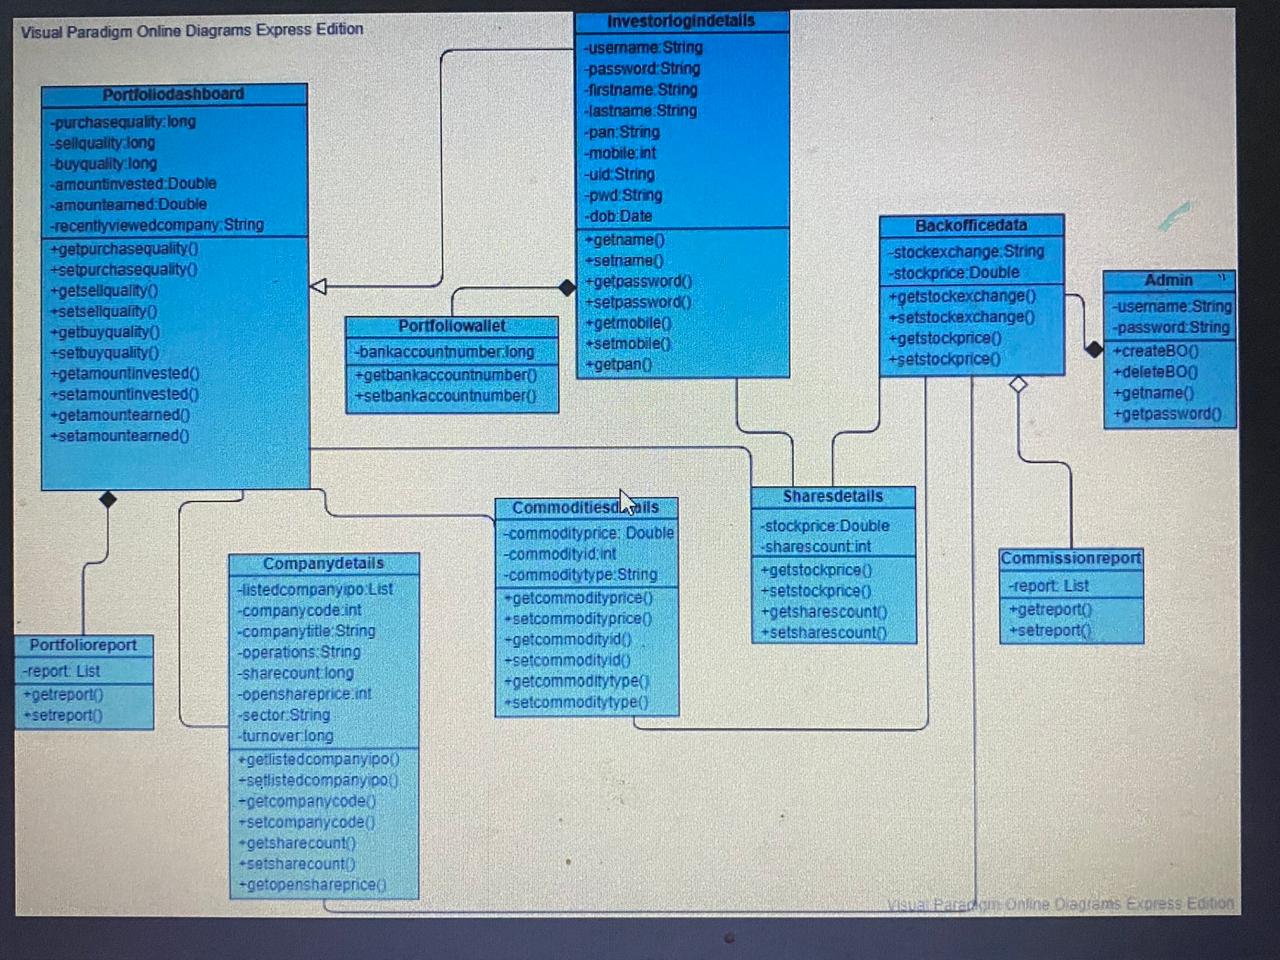 Visual Paradigm Online Diagrams Express Edition
Investorlogindetails
-username:String
-password:String
-firstname:String
-lastname:String
-pan:String
-mobile:int
-uid:String
-pwd:String
-dob:Date
+getname()
+setname()
+getpassword()
+setpassword()
+getmobile()
+setmobile()
+getpan()
Portfoliodashboard
-purchasequality:long
-sellquality:long
-buyquality:long
-amountinvested:Double
-amountearned:Double
-recentlyviewedcompany:String
+getpurchasequality()
+setpurchasequality()
+getsellquality()
+setsellquality()
+getbuyquality()
+setbuyquality()
+getamountinvested()
+setamountinvested()
+getamountearned()
+setamountearned()
Portfoliowallet
-bankaccountnumber:long
+getbankaccountnumber()
+setbankaccountnumber()
Backofficedata
-stockexchange:String
-stockprice:Double
+getstockexchange()
+setstockexchange()
+getstockprice()
+setstockprice()
Admin
-username:String
-password:String
+createBO()
+deleteBO()
+getname()
+getpassword()
Sharesdetails
-stockprice:Double
-sharescount:int
+getstockprice()
+setstockprice()
+getsharescount()
+setsharescount()
-commodityprice: Double
-commodityid:int
-commoditytype:String
+getcommodityprice()
+setcommodityprice()
+getcommodityid()
+setcommodityid()
+getcommoditytype()
+setcommoditytype()
Commissionreport
-report: List
+getreport()
+setreport()
Companydetails
-listedcompanyipo:List
-companycode:int
-companytitle:String
-operations:String
-sharecount:long
-openshareprice:int
-sector:String
-turnover:long
+getlistedcompanyipo()
+setlistedcompanyipo()
+getcompanycode()
+setcompanycode()
+getsharecount()
+setsharecount()
+getopenshareprice()
Portfolioreport
-report: List
+getreport()
+setreport()
Visual Paradigm Online Diagrams Express Edition